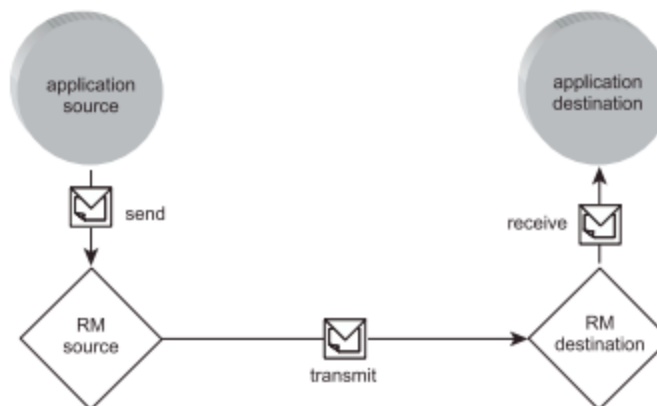 application
source
application
destination
send
receive
RM
source
RM
destination
transmit